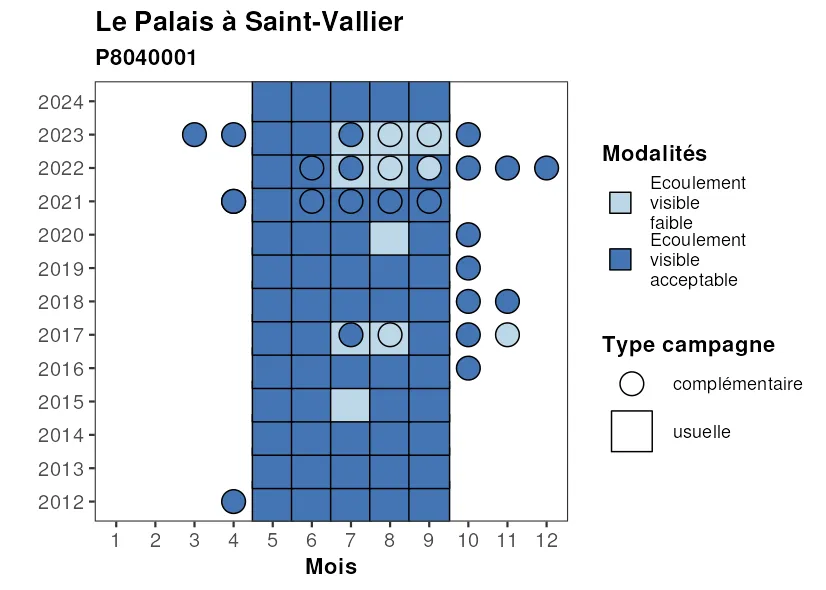 Le Palais à Saint-Vallier
P8040001
2024
2023
2022
2021
2020
2019
2018
2017
2016
2015
2014
2013
2012
1 2 3 4 5 6 7 8 9 10 11 12
Mois
Modalités
Ecoulement
visible
faible
Ecoulement
visible
acceptable
Type campagne
complémentaire
usuelle